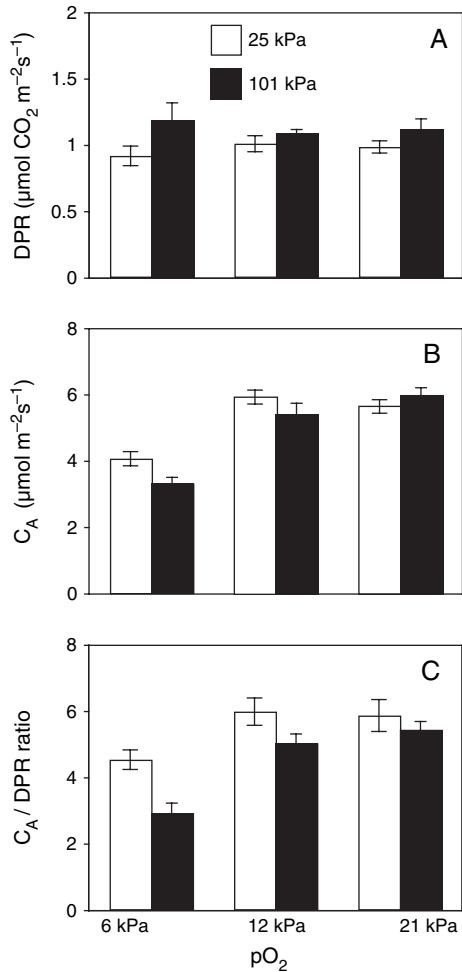 2
A
25 kPa
101 kPa
1.5
1
0.5
0
DPR (µmol CO₂ m⁻²s⁻¹)
8
B
6
4
2
0
C_A (µmol m⁻²s⁻¹)
8
C
6
4
2
0
C_A / DPR ratio
6 kPa 12 kPa 21 kPa
pO₂